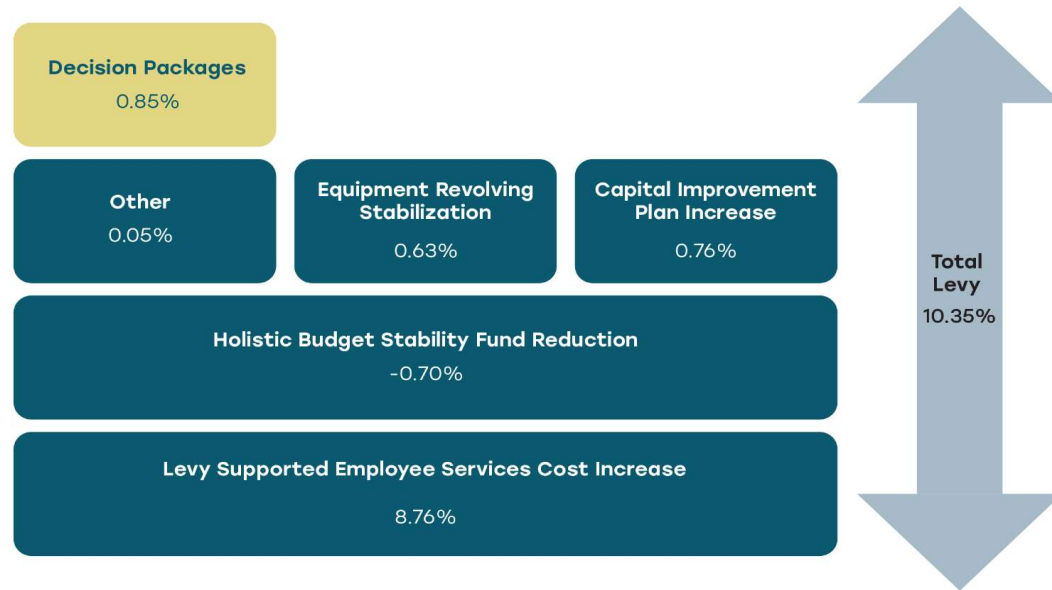 Decision Packages
0.85%
Other
0.05%
Equipment Revolving
Stabilization
0.63%
Capital Improvement
Plan Increase
0.76%
Holistic Budget Stability Fund Reduction
-0.70%
Levy Supported Employee Services Cost Increase
8.76%
Total
Levy
10.35%